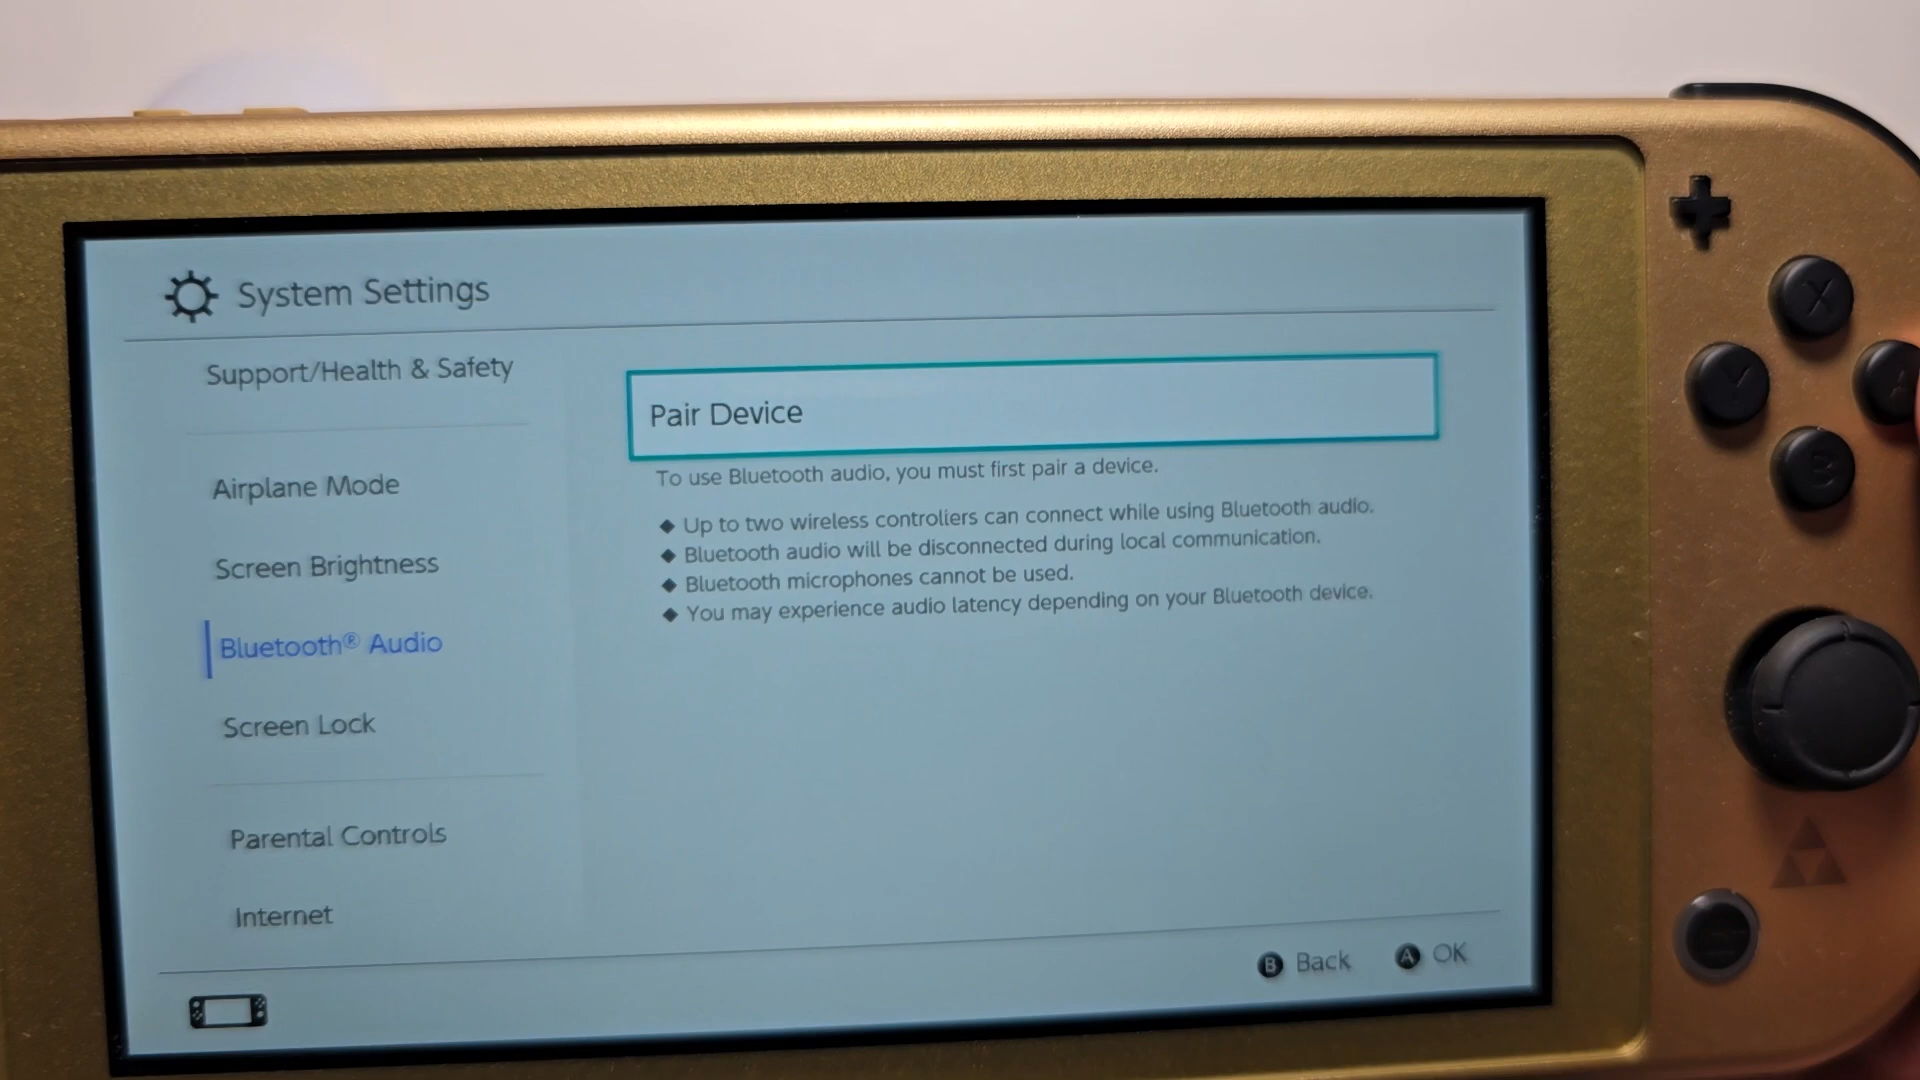 System Settings
Support/Health & Safety
Airplane Mode
Screen Brightness
Bluetooth® Audio
Screen Lock
Parental Controls
Internet
Pair Device
To use Bluetooth audio, you must first pair a device.
◆ Up to two wireless controllers can connect while using Bluetooth audio.
◆ Bluetooth audio will be disconnected during local communication.
◆ Bluetooth microphones cannot be used.
◆ You may experience audio latency depending on your Bluetooth device.
B Back A OK
X
Y
A
B